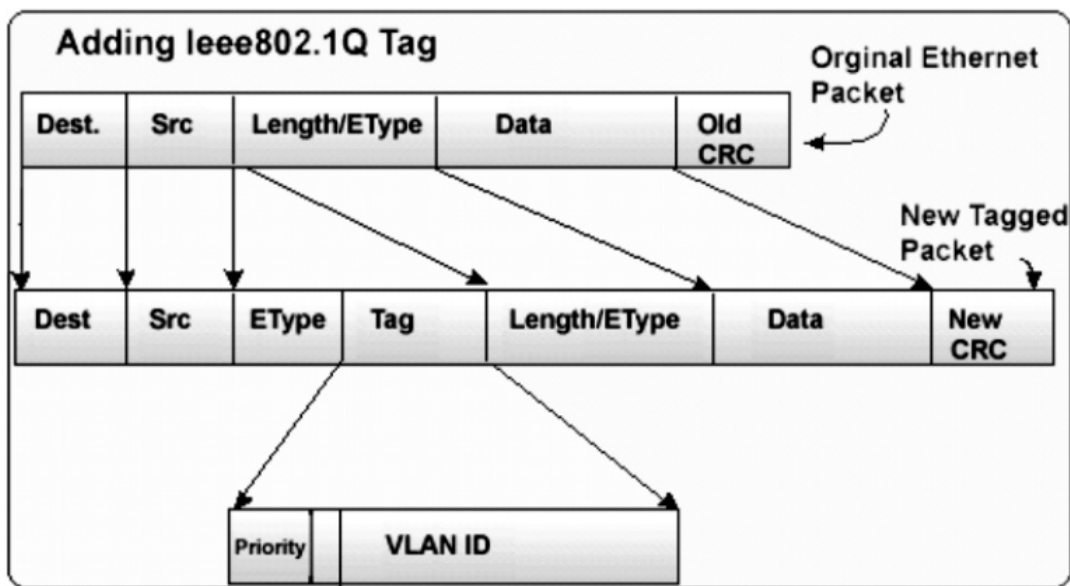 Adding Ieee802.1Q Tag
Orginal Ethernet
Packet
Dest.
Src
Length/EType
Data
Old
CRC
New Tagged
Packet
Dest
Src
EType
Tag
Length/EType
Data
New
CRC
Priority
VLAN ID